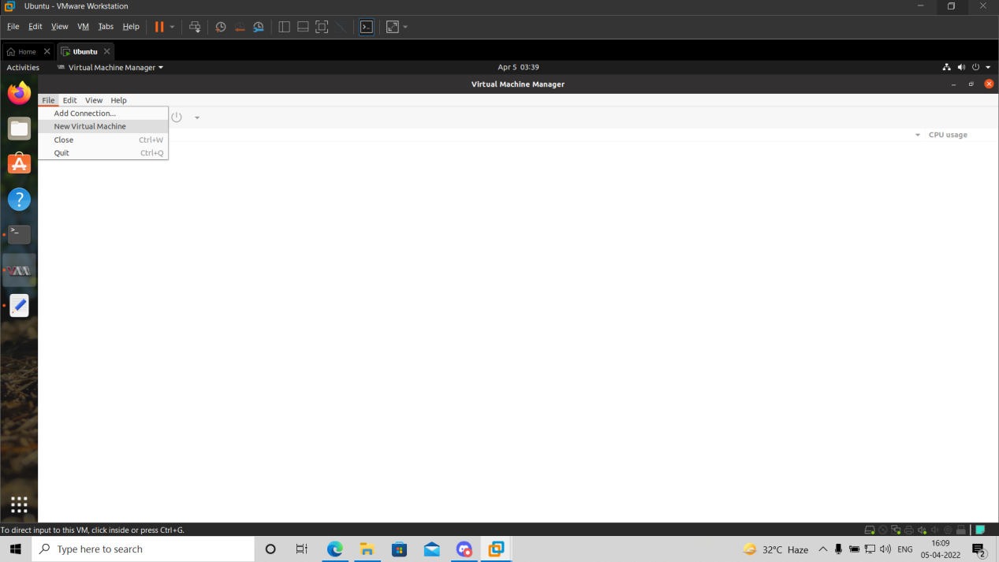 Ubuntu - VMware Workstation
File Edit View VM Tabs Help
Home Ubuntu
Activities Virtual Machine Manager Apr 5 03:39
Virtual Machine Manager
File Edit View Help
Add Connection...
New Virtual Machine
CPU usage
Close Ctrl+W
Quit Ctrl+Q
To direct input to this VM, click inside or press Ctrl+G.
Type here to search
32°C Haze
ENG
16:09
05-04-2022
2